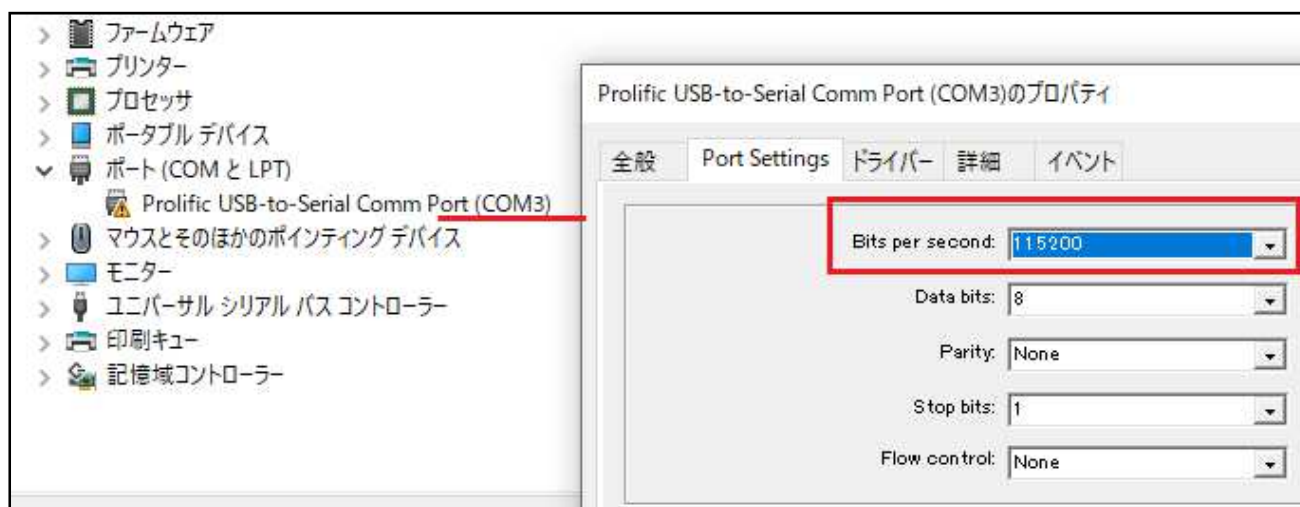 ファームウェア
プリンター
プロセッサ
ポータブル デバイス
ポート (COM と LPT)
Prolific USB-to-Serial Comm Port (COM3)
マウスとそのほかのポインティング デバイス
モニター
ユニバーサル シリアル バス コントローラー
印刷キュー
記憶域コントローラー
Prolific USB-to-Serial Comm Port (COM3)のプロパティ
全般 Port Settings ドライバー 詳細 イベント
Bits per second: 115200
Data bits: 8
Parity: None
Stop bits: 1
Flow control: None